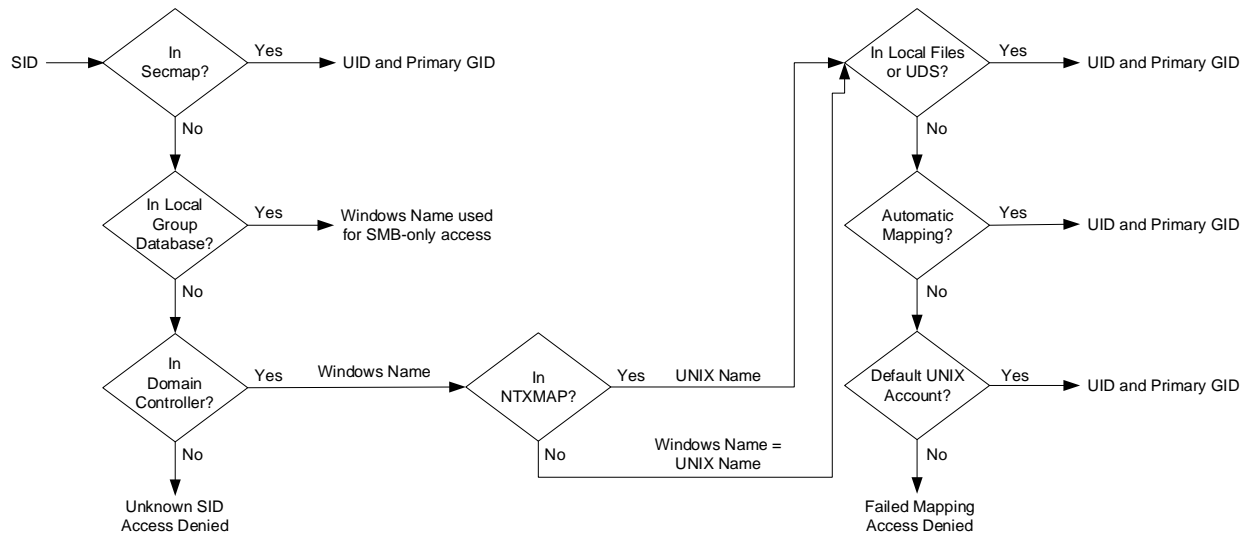 SID
In
Secmap?
Yes
UID and Primary GID
No
In Local
Group
Database?
Yes
Windows Name used
for SMB-only access
No
In
Domain
Controller?
Yes
Windows Name
No
Unknown SID
Access Denied
In
NTXMAP?
Yes
UNIX Name
No
Windows Name =
UNIX Name
In Local Files
or UDS?
Yes
UID and Primary GID
No
Automatic
Mapping?
Yes
UID and Primary GID
No
Default UNIX
Account?
Yes
UID and Primary GID
No
Failed Mapping
Access Denied